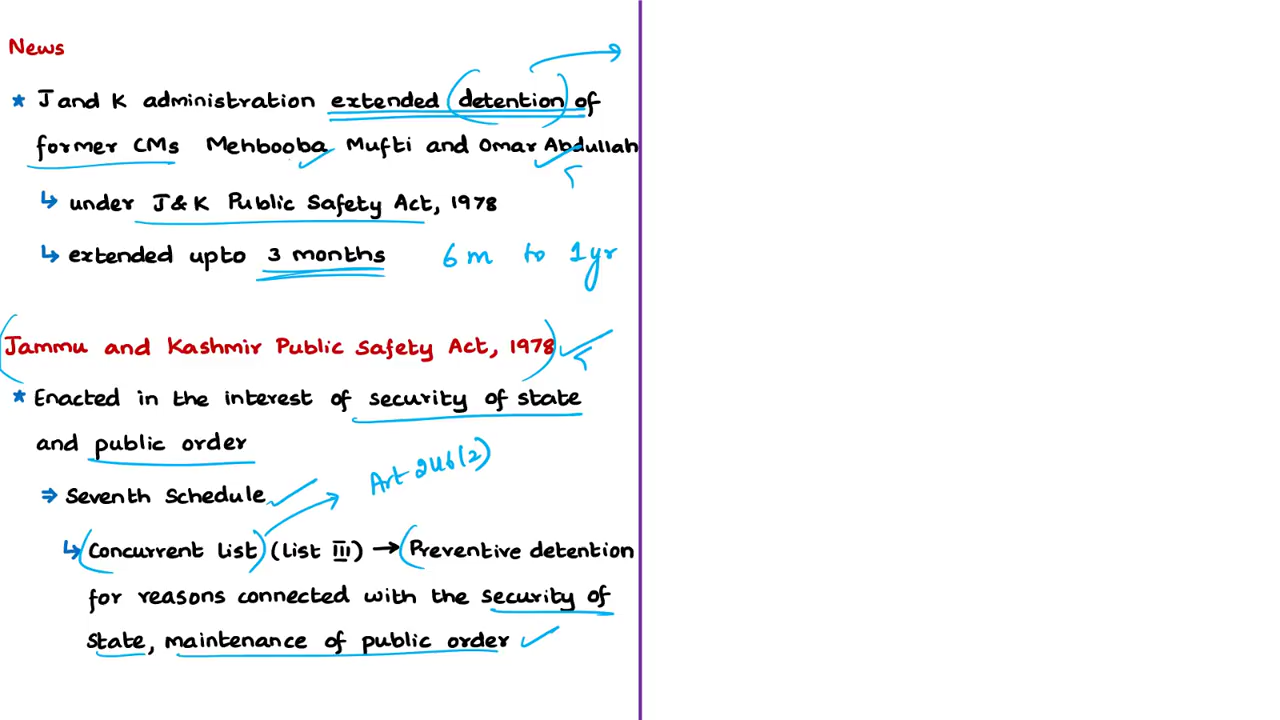 News
* J and K administration extended (detention) of
former CMs Mehbooba Mufti and Omar Abdullah
↳ under J&K Public Safety Act, 1978
↳ extended upto 3 months 6 m to 1 yr
(Jammu and Kashmir Public Safety Act, 1978)
* Enacted in the interest of security of state
and public order
Art 246(2)
⇒ Seventh Schedule
↳ (Concurrent List) (List III) → (Preventive detention
for reasons connected with the security of
state, maintenance of public order